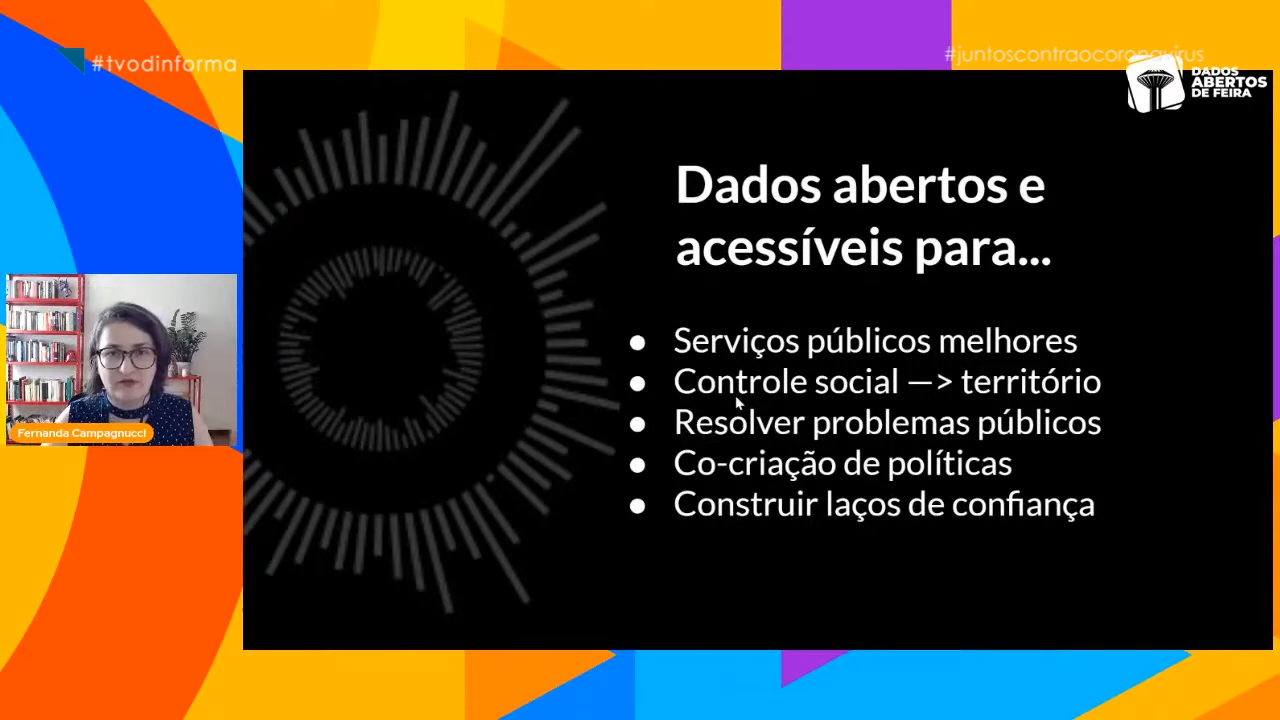 #tvodinforma
#juntoscontraocoronavírus
DADOS
ABERTOS
DE FEIRA
Dados abertos e
acessíveis para...
● Serviços públicos melhores
● Controle social —> território
● Resolver problemas públicos
● Co-criação de políticas
● Construir laços de confiança
Fernanda Campagnucci